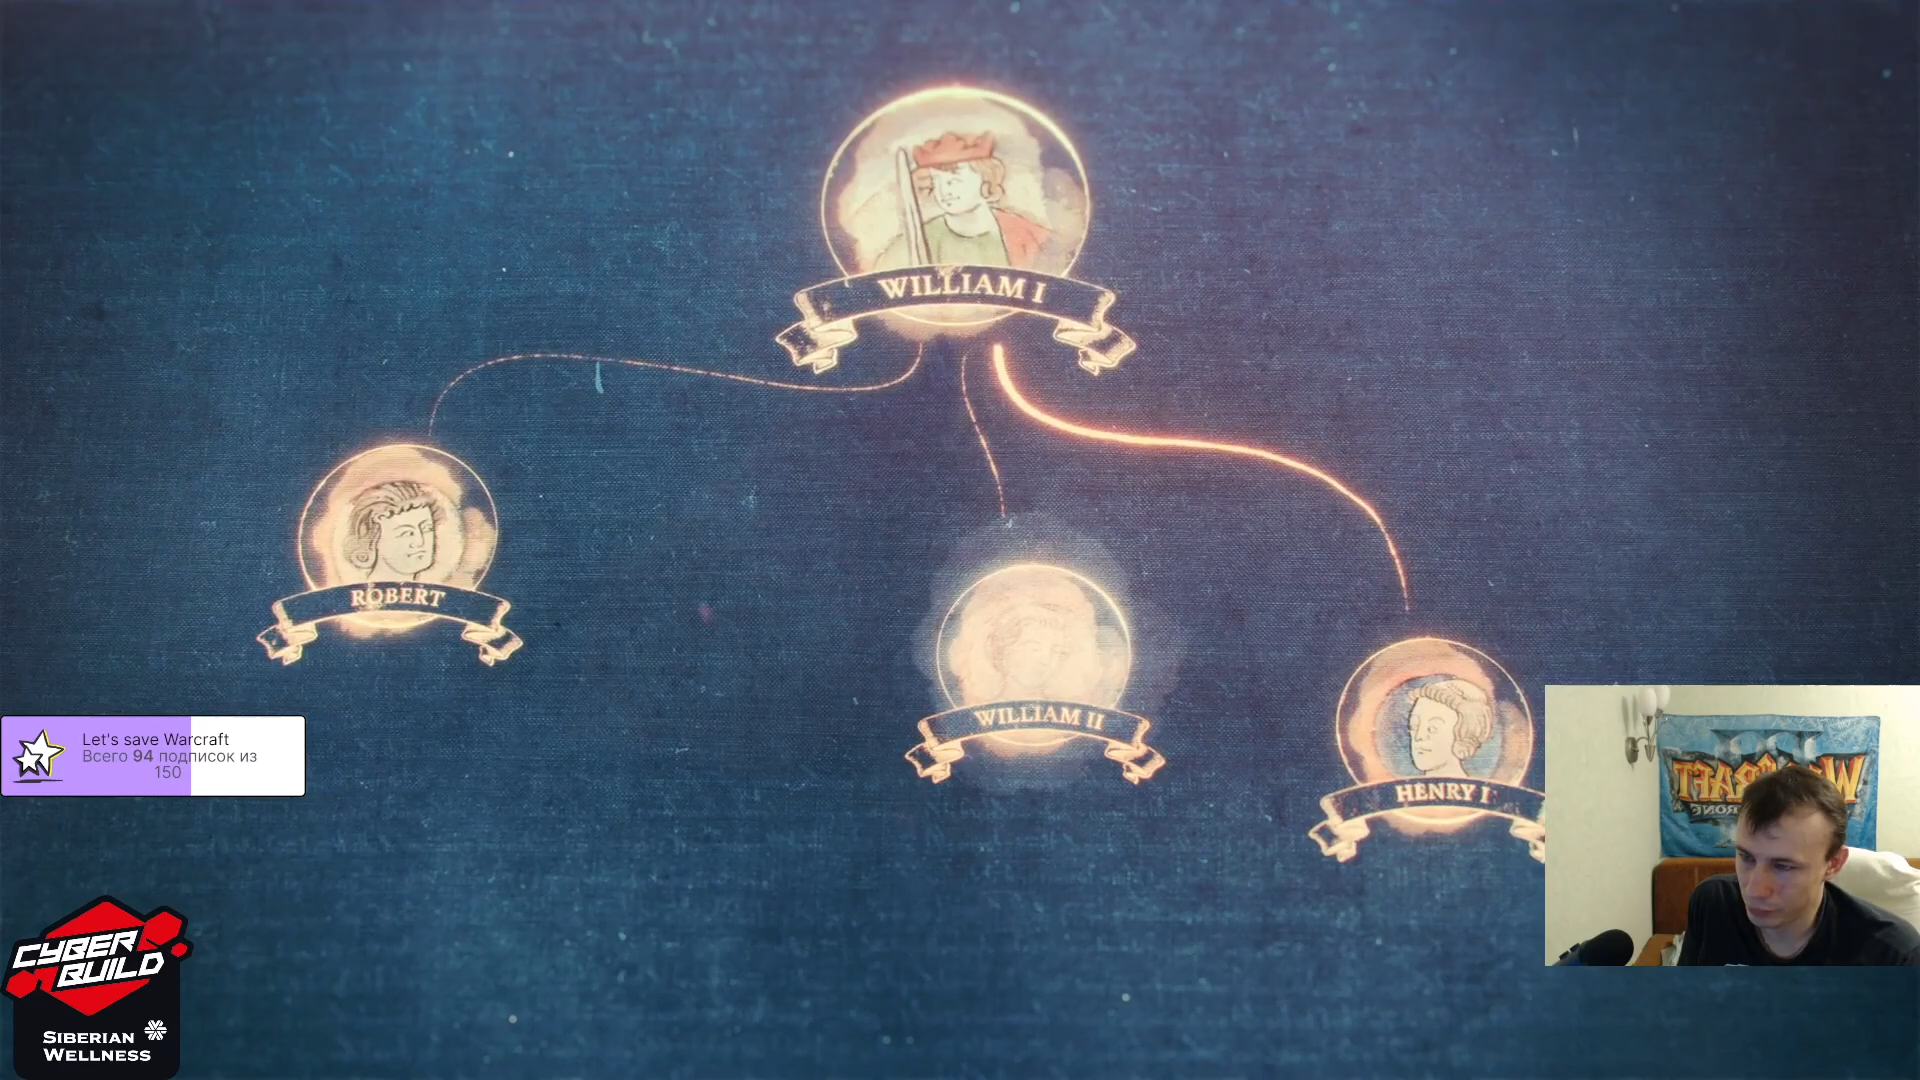 WILLIAM I
ROBERT
WILLIAM II
HENRY I
Let's save Warcraft
Всего 94 подписок из
150
CYBER
BUILD
SIBERIAN
WELLNESS